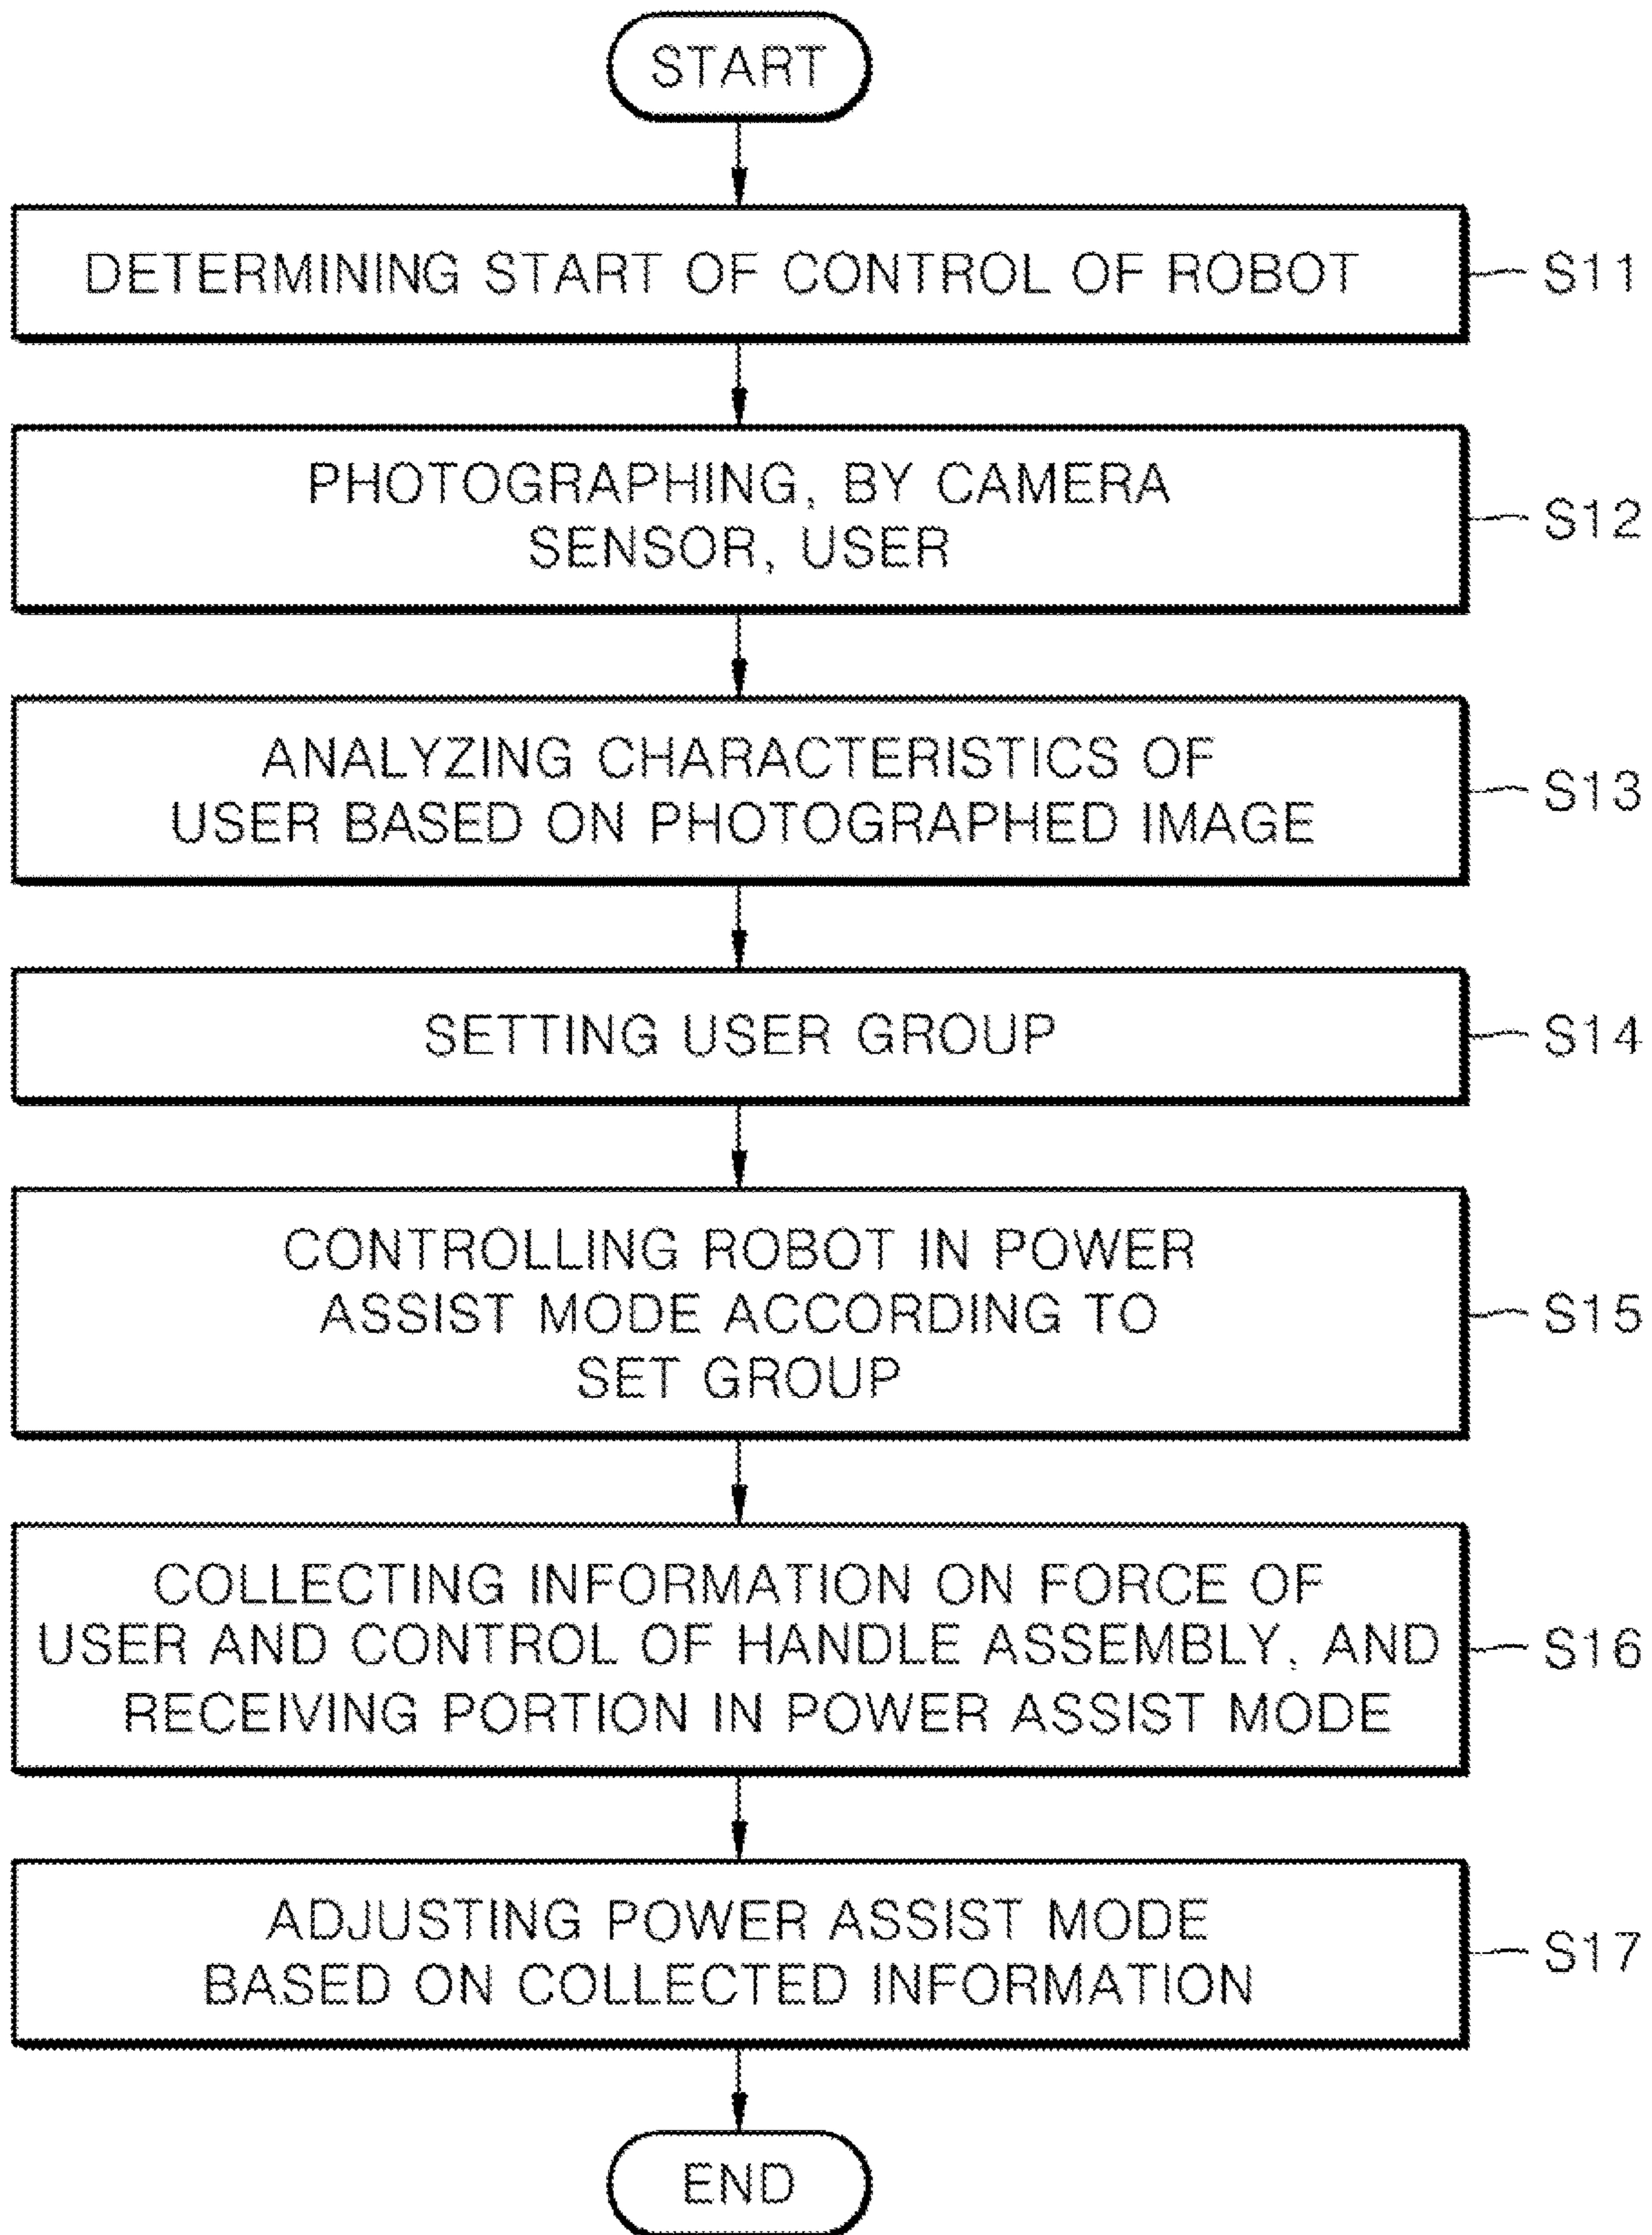 START
DETERMINING START OF CONTROL OF ROBOT
S11
PHOTOGRAPHING, BY CAMERA
SENSOR, USER
S12
ANALYZING CHARACTERISTICS OF
USER BASED ON PHOTOGRAPHED IMAGE
S13
SETTING USER GROUP
S14
CONTROLLING ROBOT IN POWER
ASSIST MODE ACCORDING TO
SET GROUP
S15
COLLECTING INFORMATION ON FORCE OF
USER AND CONTROL OF HANDLE ASSEMBLY, AND
RECEIVING PORTION IN POWER ASSIST MODE
S16
ADJUSTING POWER ASSIST MODE
BASED ON COLLECTED INFORMATION
S17
END